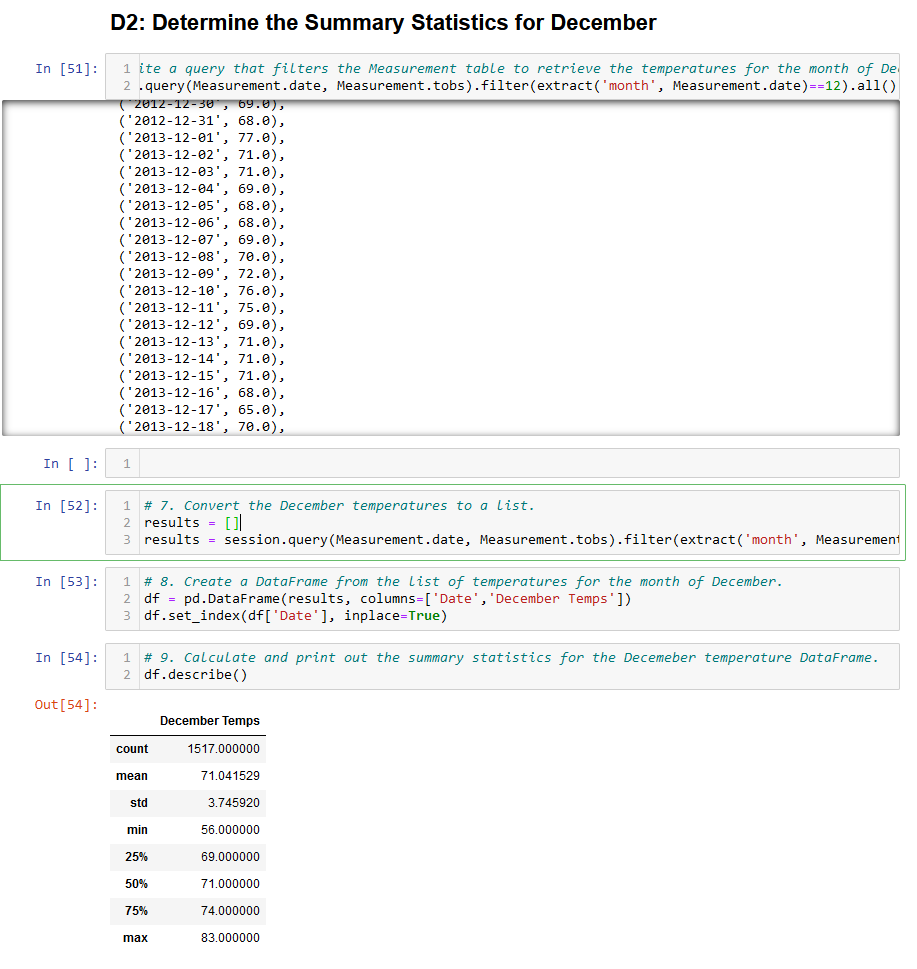 D2: Determine the Summary Statistics for December
In [51]:
1 ite a query that filters the Measurement table to retrieve the temperatures for the month of De
2 .query(Measurement.date, Measurement.tobs).filter(extract('month', Measurement.date)==12).all()
('2012-12-30', 69.0),
('2012-12-31', 68.0),
('2013-12-01', 77.0),
('2013-12-02', 71.0),
('2013-12-03', 71.0),
('2013-12-04', 69.0),
('2013-12-05', 68.0),
('2013-12-06', 68.0),
('2013-12-07', 69.0),
('2013-12-08', 70.0),
('2013-12-09', 72.0),
('2013-12-10', 76.0),
('2013-12-11', 75.0),
('2013-12-12', 69.0),
('2013-12-13', 71.0),
('2013-12-14', 71.0),
('2013-12-15', 71.0),
('2013-12-16', 68.0),
('2013-12-17', 65.0),
('2013-12-18', 70.0),
In [ ]:
1
In [52]:
1 # 7. Convert the December temperatures to a list.
2 results = []
3 results = session.query(Measurement.date, Measurement.tobs).filter(extract('month', Measurement
In [53]:
1 # 8. Create a DataFrame from the list of temperatures for the month of December.
2 df = pd.DataFrame(results, columns=['Date','December Temps'])
3 df.set_index(df['Date'], inplace=True)
In [54]:
1 # 9. Calculate and print out the summary statistics for the Decemeber temperature DataFrame.
2 df.describe()
Out[54]:
December Temps
count 1517.000000
mean 71.041529
std 3.745920
min 56.000000
25% 69.000000
50% 71.000000
75% 74.000000
max 83.000000